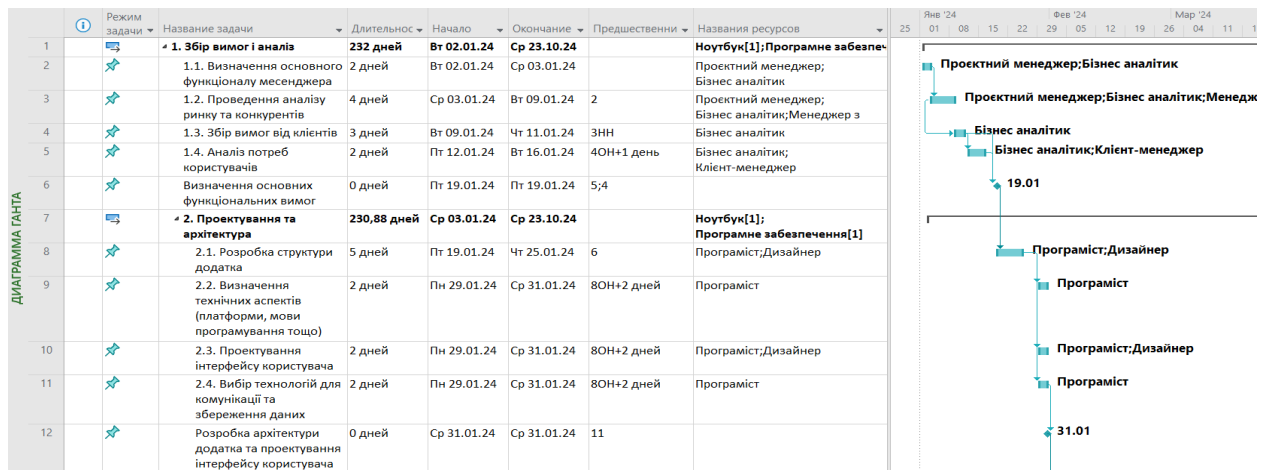 Режим задачи Название задачи Длительнос Начало Окончание Предшественни Названия ресурсов
25 Янв '24 01 08 15 22 29 Фев '24 05 12 19 26 Мар '24 04 11 1
ДИАГРАММА ГАНТА
1 1. Збір вимог і аналіз 232 дней Вт 02.01.24 Ср 23.10.24 Ноутбук[1];Програмне забезпеч
2 1.1. Визначення основного 2 дней Вт 02.01.24 Ср 03.01.24 Проєктний менеджер;
функціоналу месенджера Бізнес аналітик
Проєктний менеджер;Бізнес аналітик
3 1.2. Проведення аналізу 4 дней Ср 03.01.24 Вт 09.01.24 2 Проєктний менеджер;
ринку та конкурентів Бізнес аналітик;Менеджер з
Проєктний менеджер;Бізнес аналітик;Менедж
4 1.3. Збір вимог від клієнтів 3 дней Вт 09.01.24 Чт 11.01.24 3НН Бізнес аналітик
Бізнес аналітик
5 1.4. Аналіз потреб 2 дней Пт 12.01.24 Вт 16.01.24 4ОН+1 день Бізнес аналітик;
користувачів Клієнт-менеджер
Бізнес аналітик;Клієнт-менеджер
6 Визначення основних 0 дней Пт 19.01.24 Пт 19.01.24 5;4
функціональних вимог
19.01
7 2. Проектування та 230,88 дней Ср 03.01.24 Ср 23.10.24 Ноутбук[1];
архітектура Програмне забезпечення[1]
8 2.1. Розробка структури 5 дней Пт 19.01.24 Чт 25.01.24 6 Програміст;Дизайнер
додатка
Програміст;Дизайнер
9 2.2. Визначення 2 дней Пн 29.01.24 Ср 31.01.24 8ОН+2 дней Програміст
технічних аспектів
(платформи, мови
програмування тощо)
Програміст
10 2.3. Проектування 2 дней Пн 29.01.24 Ср 31.01.24 8ОН+2 дней Програміст;Дизайнер
інтерфейсу користувача
Програміст;Дизайнер
11 2.4. Вибір технологій для 2 дней Пн 29.01.24 Ср 31.01.24 8ОН+2 дней Програміст
комунікації та
збереження даних
Програміст
12 Розробка архітектури 0 дней Ср 31.01.24 Ср 31.01.24 11
додатка та проектування
інтерфейсу користувача
31.01